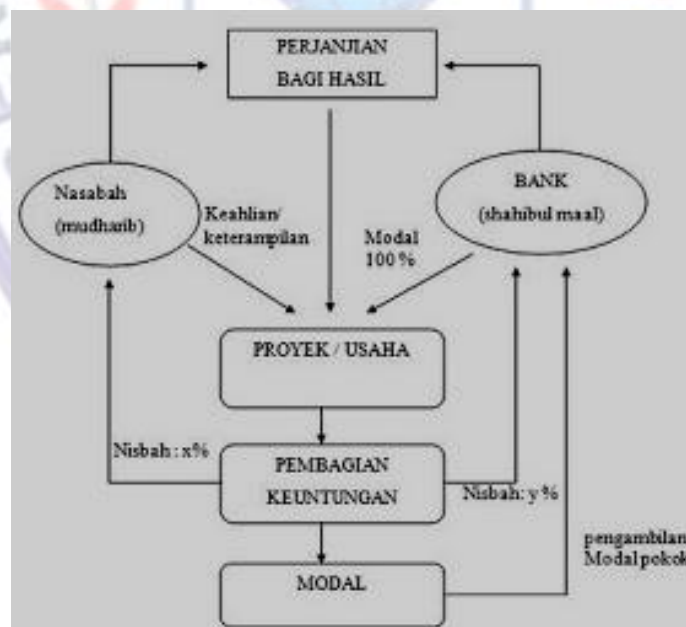 PERJANJIAN
BAGI HASIL
Nasabah
(mudharib)
BANK
(shahibul maal)
Keahlian/
keterampilan
Modal
100 %
PROYEK / USAHA
Nisbah : x%
PEMBAGIAN
KEUNTUNGAN
Nisbah: y %
pengambilan
Modal pokok
MODAL